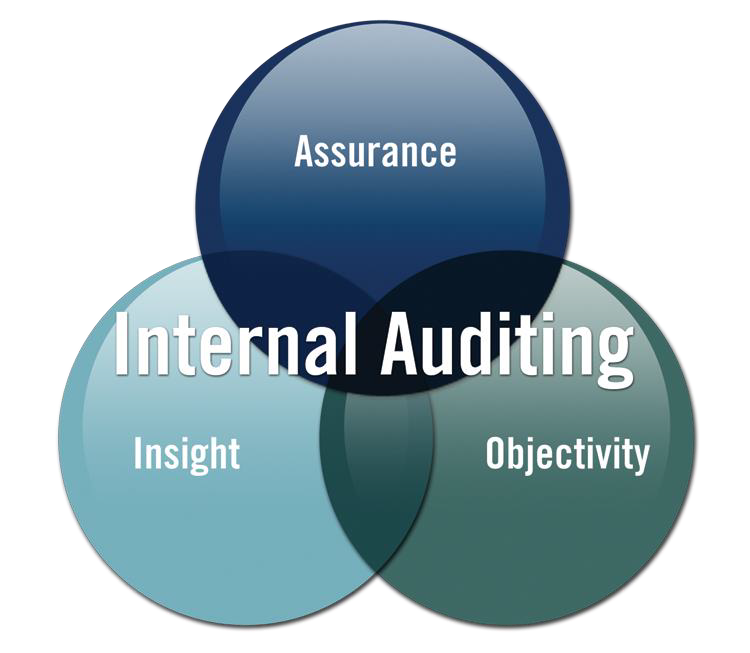 Assurance
Internal Auditing
Insight
Objectivity